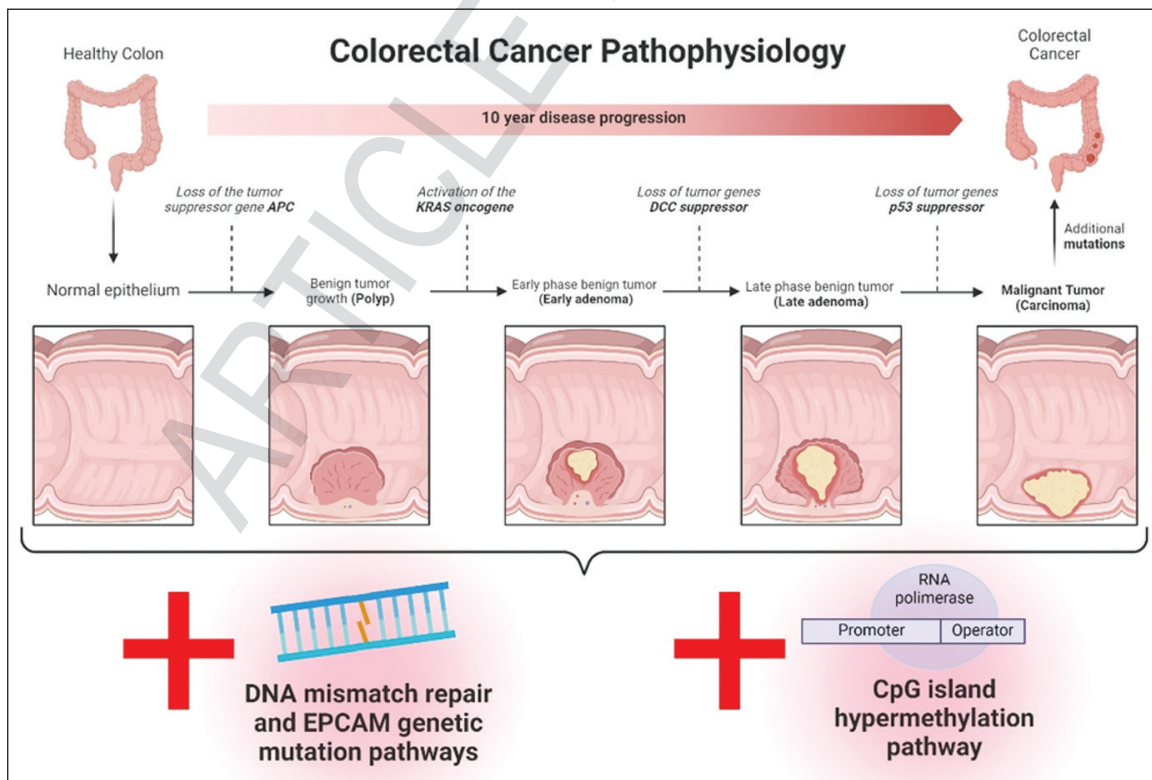 ARTICLE
Healthy Colon
Colorectal Cancer Pathophysiology
Colorectal
Cancer
10 year disease progression
Loss of the tumor
suppressor gene APC
Activation of the
KRAS oncogene
Loss of tumor genes
DCC suppressor
Loss of tumor genes
p53 suppressor
Additional
mutations
Normal epithelium
Benign tumor
growth (Polyp)
Early phase benign tumor
(Early adenoma)
Late phase benign tumor
(Late adenoma)
Malignant Tumor
(Carcinoma)
DNA mismatch repair
and EPCAM genetic
mutation pathways
RNA
polimerase
Promoter
Operator
CpG island
hypermethylation
pathway